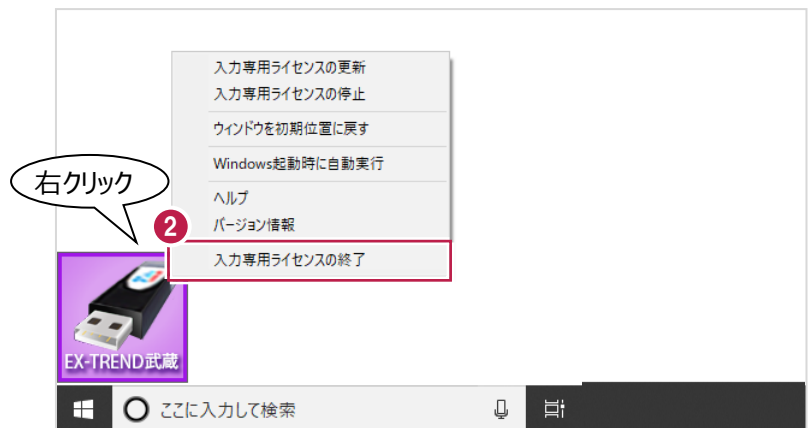 入力専用ライセンスの更新
入力専用ライセンスの停止
ウィンドウを初期位置に戻す
Windows起動時に自動実行
ヘルプ
バージョン情報
入力専用ライセンスの終了
右クリック
2
EX-TREND武蔵
ここに入力して検索